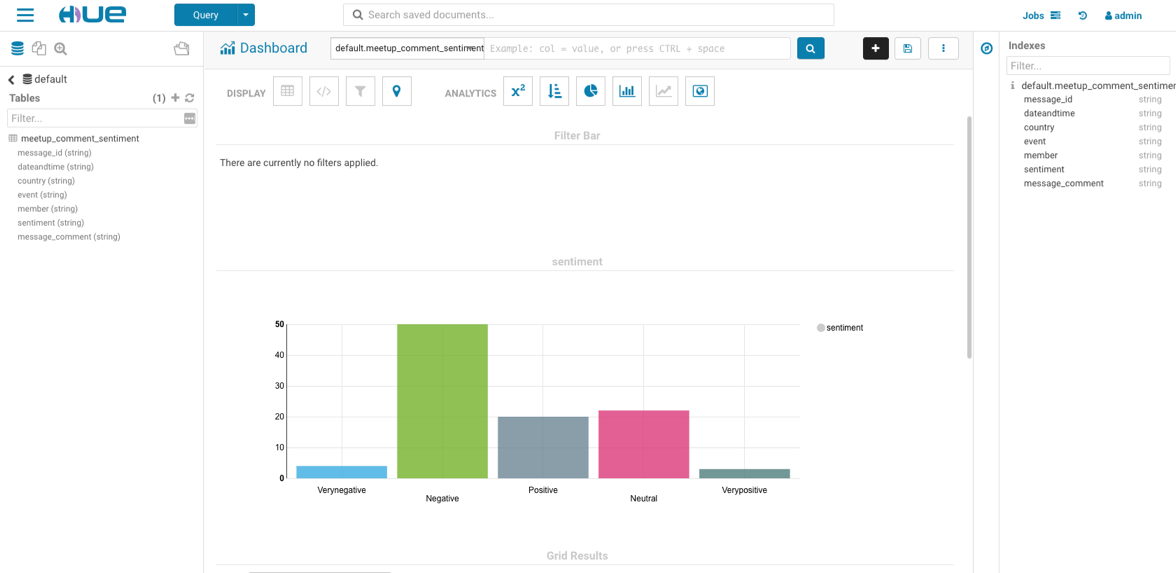 HUE
Query
Search saved documents...
Jobs
admin
default
Tables
(1)
Filter...
meetup_comment_sentiment
message_id (string)
dateandtime (string)
country (string)
event (string)
member (string)
sentiment (string)
message_comment (string)
Dashboard
default.meetup_comment_sentiment
Example: col = value, or press CTRL + space
DISPLAY
ANALYTICS
x²
Filter Bar
There are currently no filters applied.
sentiment
50
40
30
20
10
0
Verynegative
Negative
Positive
Neutral
Verypositive
sentiment
Grid Results
Indexes
Filter...
default.meetup_comment_sentimer
message_id string
dateandtime string
country string
event string
member string
sentiment string
message_comment string